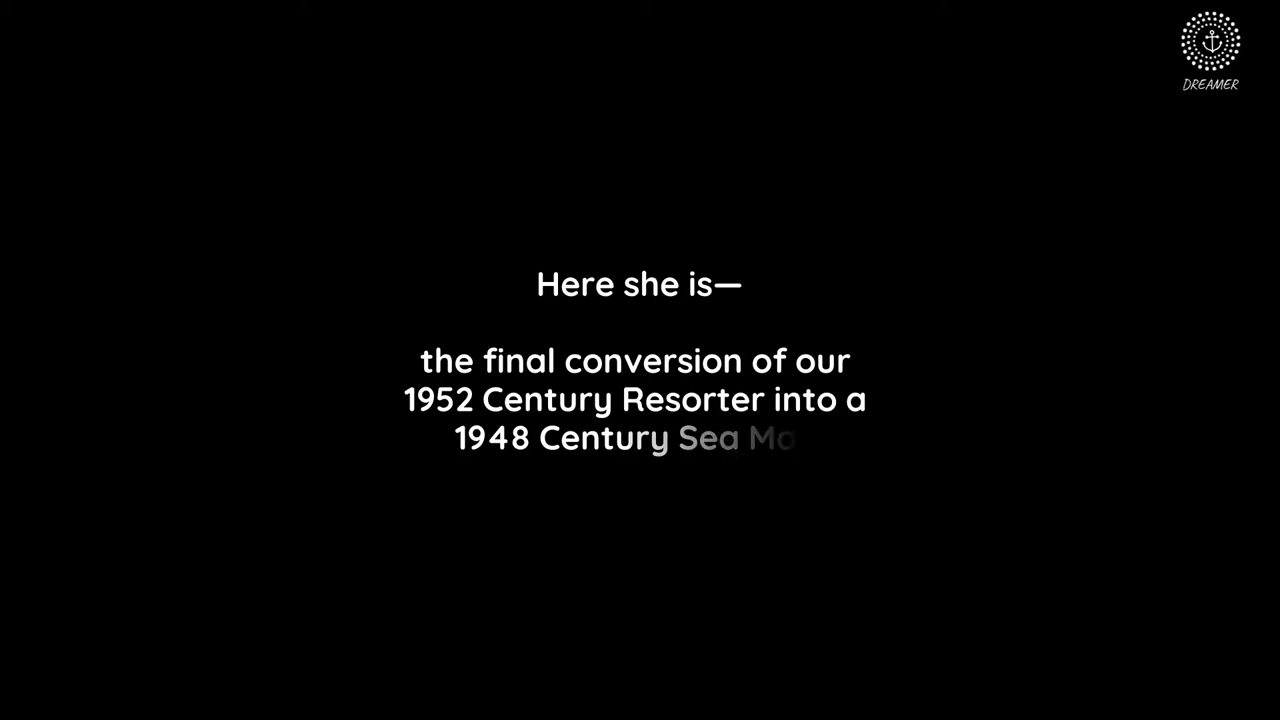 DREAMER
Here she is—
the final conversion of our
1952 Century Resorter into a
1948 Century Sea